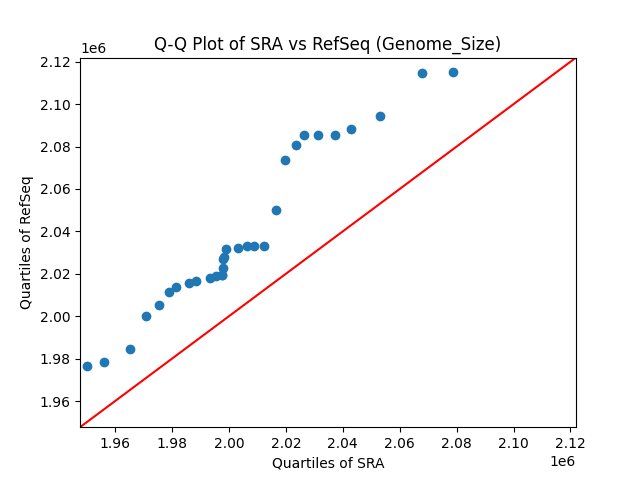 Q-Q Plot of SRA vs RefSeq (Genome_Size)
1e6
2.12
2.10
2.08
2.06
2.04
2.02
2.00
1.98
1.96
Quartiles of RefSeq
1.96 1.98 2.00 2.02 2.04 2.06 2.08 2.10 2.12
Quartiles of SRA
1e6